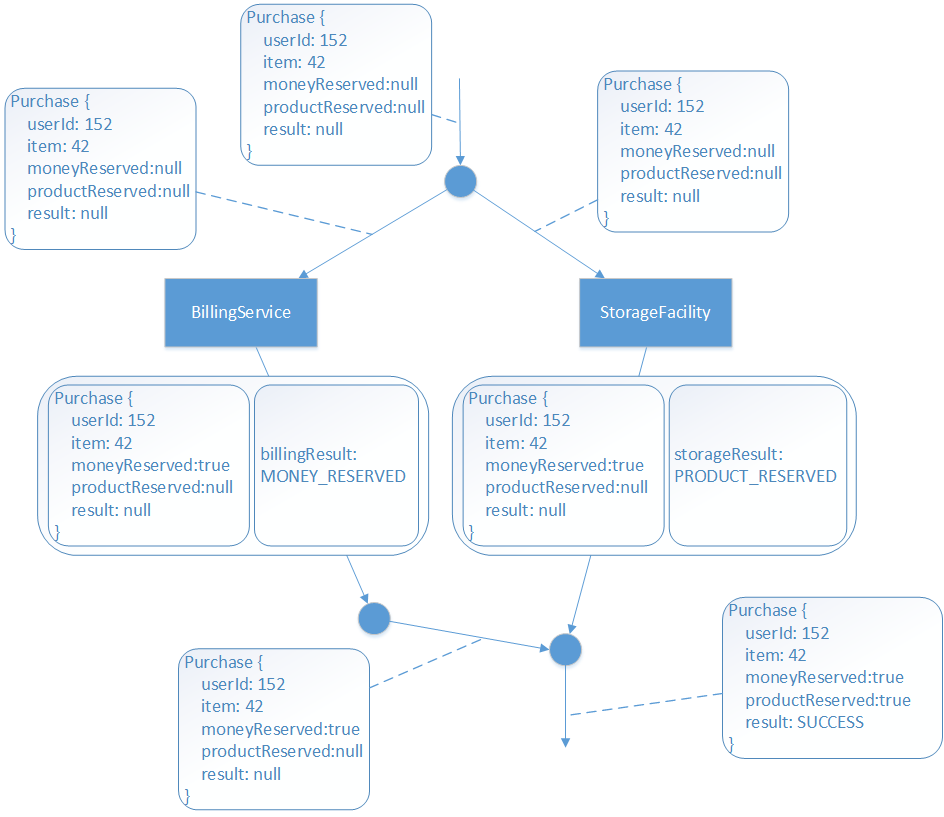 Purchase {
userId: 152
item: 42
moneyReserved:null
productReserved:null
result: null
}
Purchase {
userId: 152
item: 42
moneyReserved:null
productReserved:null
result: null
}
Purchase {
userId: 152
item: 42
moneyReserved:null
productReserved:null
result: null
}
BillingService
StorageFacility
Purchase {
userId: 152
item: 42
moneyReserved:true
productReserved:null
result: null
}
billingResult:
MONEY_RESERVED
Purchase {
userId: 152
item: 42
moneyReserved:true
productReserved:null
result: null
}
storageResult:
PRODUCT_RESERVED
Purchase {
userId: 152
item: 42
moneyReserved:true
productReserved:null
result: null
}
Purchase {
userId: 152
item: 42
moneyReserved:true
productReserved:true
result: SUCCESS
}